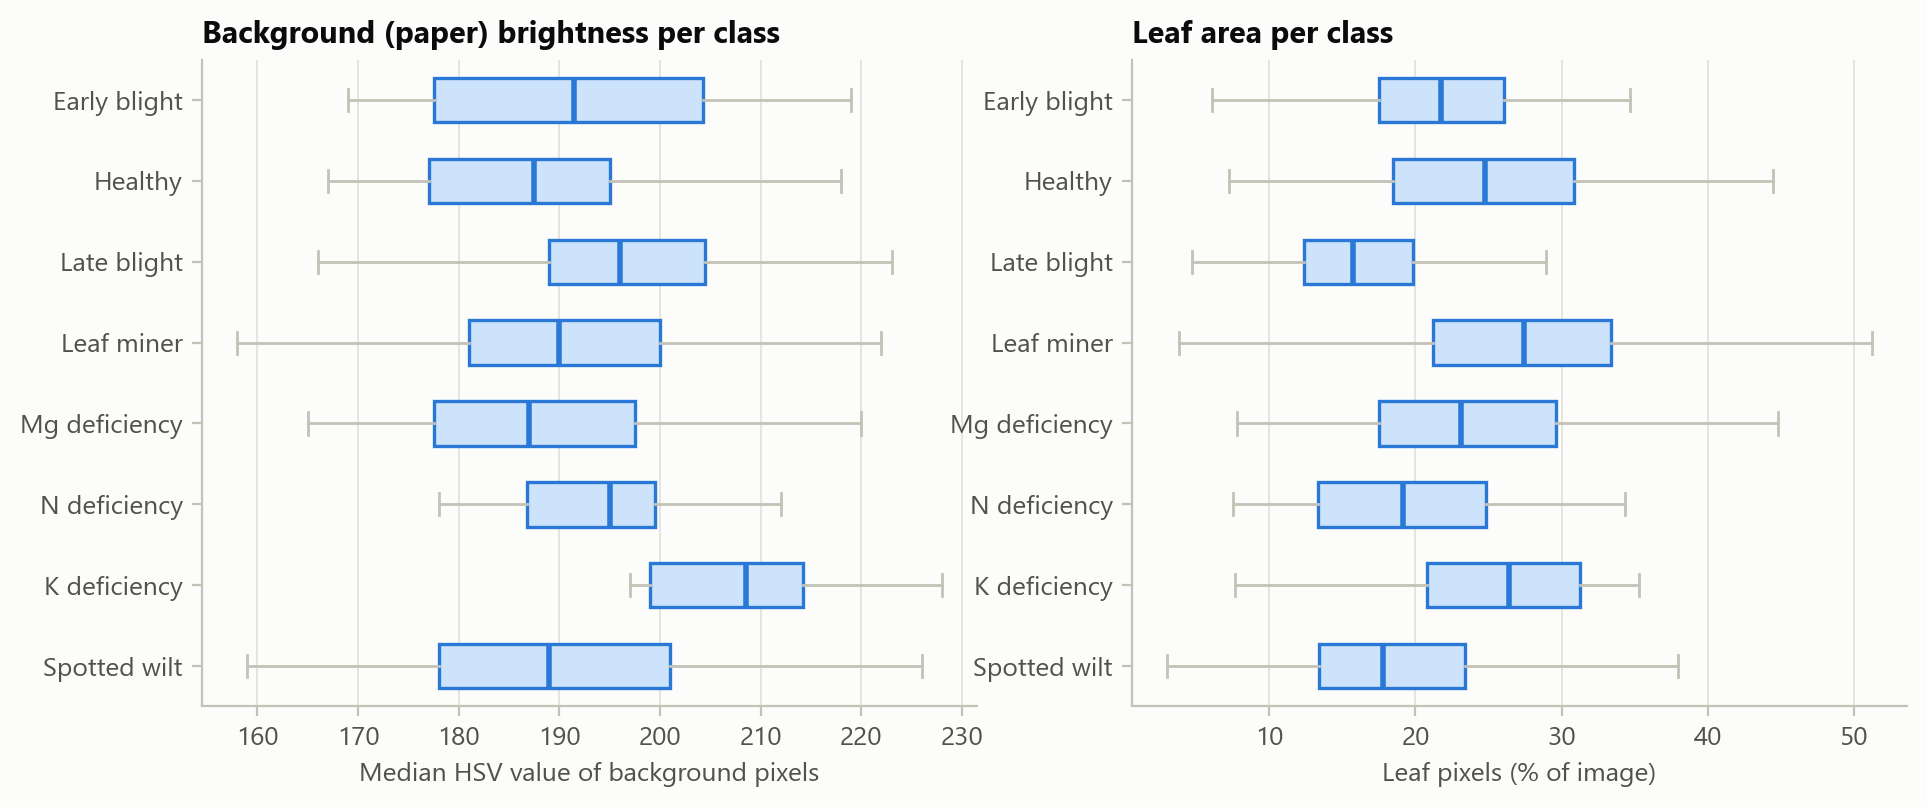 Background (paper) brightness per class
Early blight
Healthy
Late blight
Leaf miner
Mg deficiency
N deficiency
K deficiency
Spotted wilt
160 170 180 190 200 210 220 230
Median HSV value of background pixels
Leaf area per class
Early blight
Healthy
Late blight
Leaf miner
Mg deficiency
N deficiency
K deficiency
Spotted wilt
10 20 30 40 50
Leaf pixels (% of image)